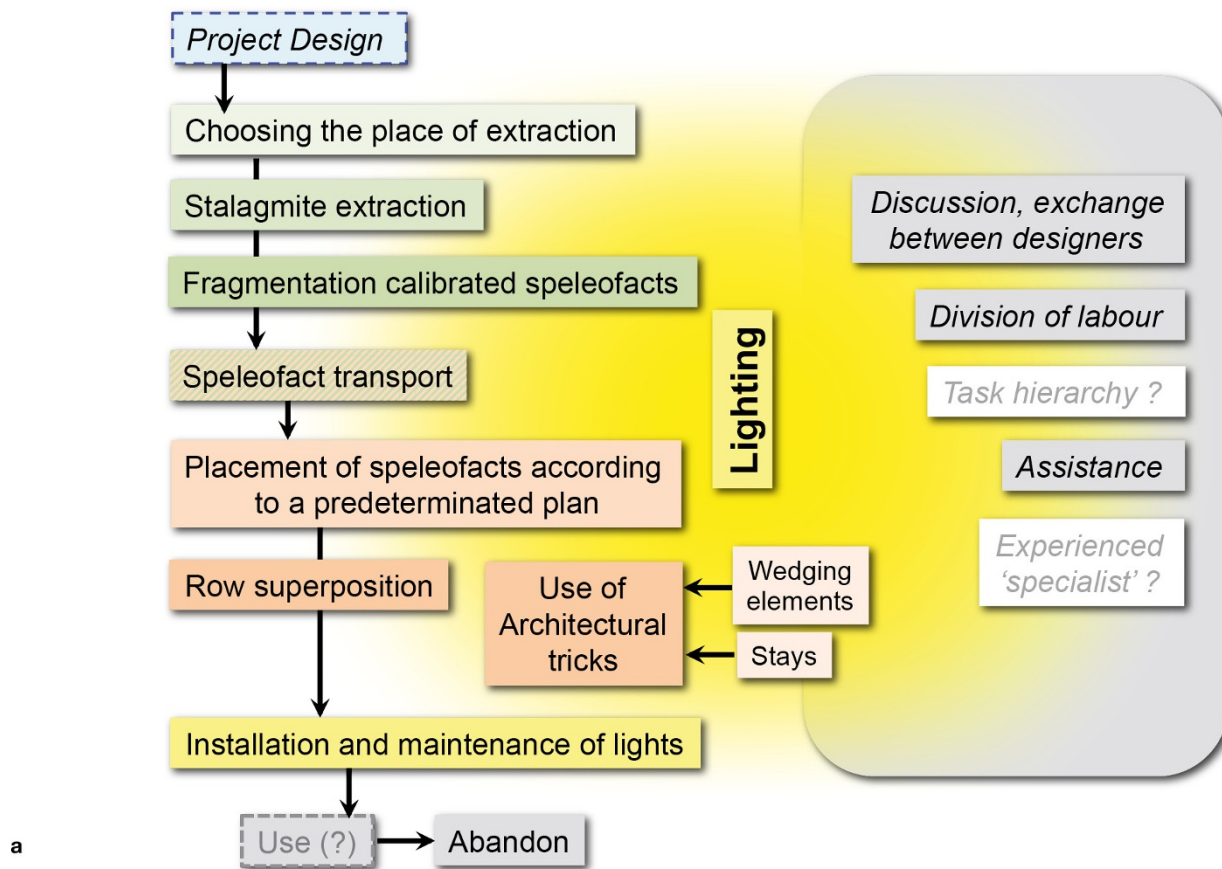 Project Design
Choosing the place of extraction
Stalagmite extraction
Fragmentation calibrated speleofacts
Speleofact transport
Placement of speleofacts according
to a predeterminated plan
Row superposition
Use of
Architectural
tricks
Wedging
elements
Stays
Installation and maintenance of lights
Use (?)
Abandon
Lighting
Discussion, exchange
between designers
Division of labour
Task hierarchy ?
Assistance
Experienced
‘specialist’ ?
a